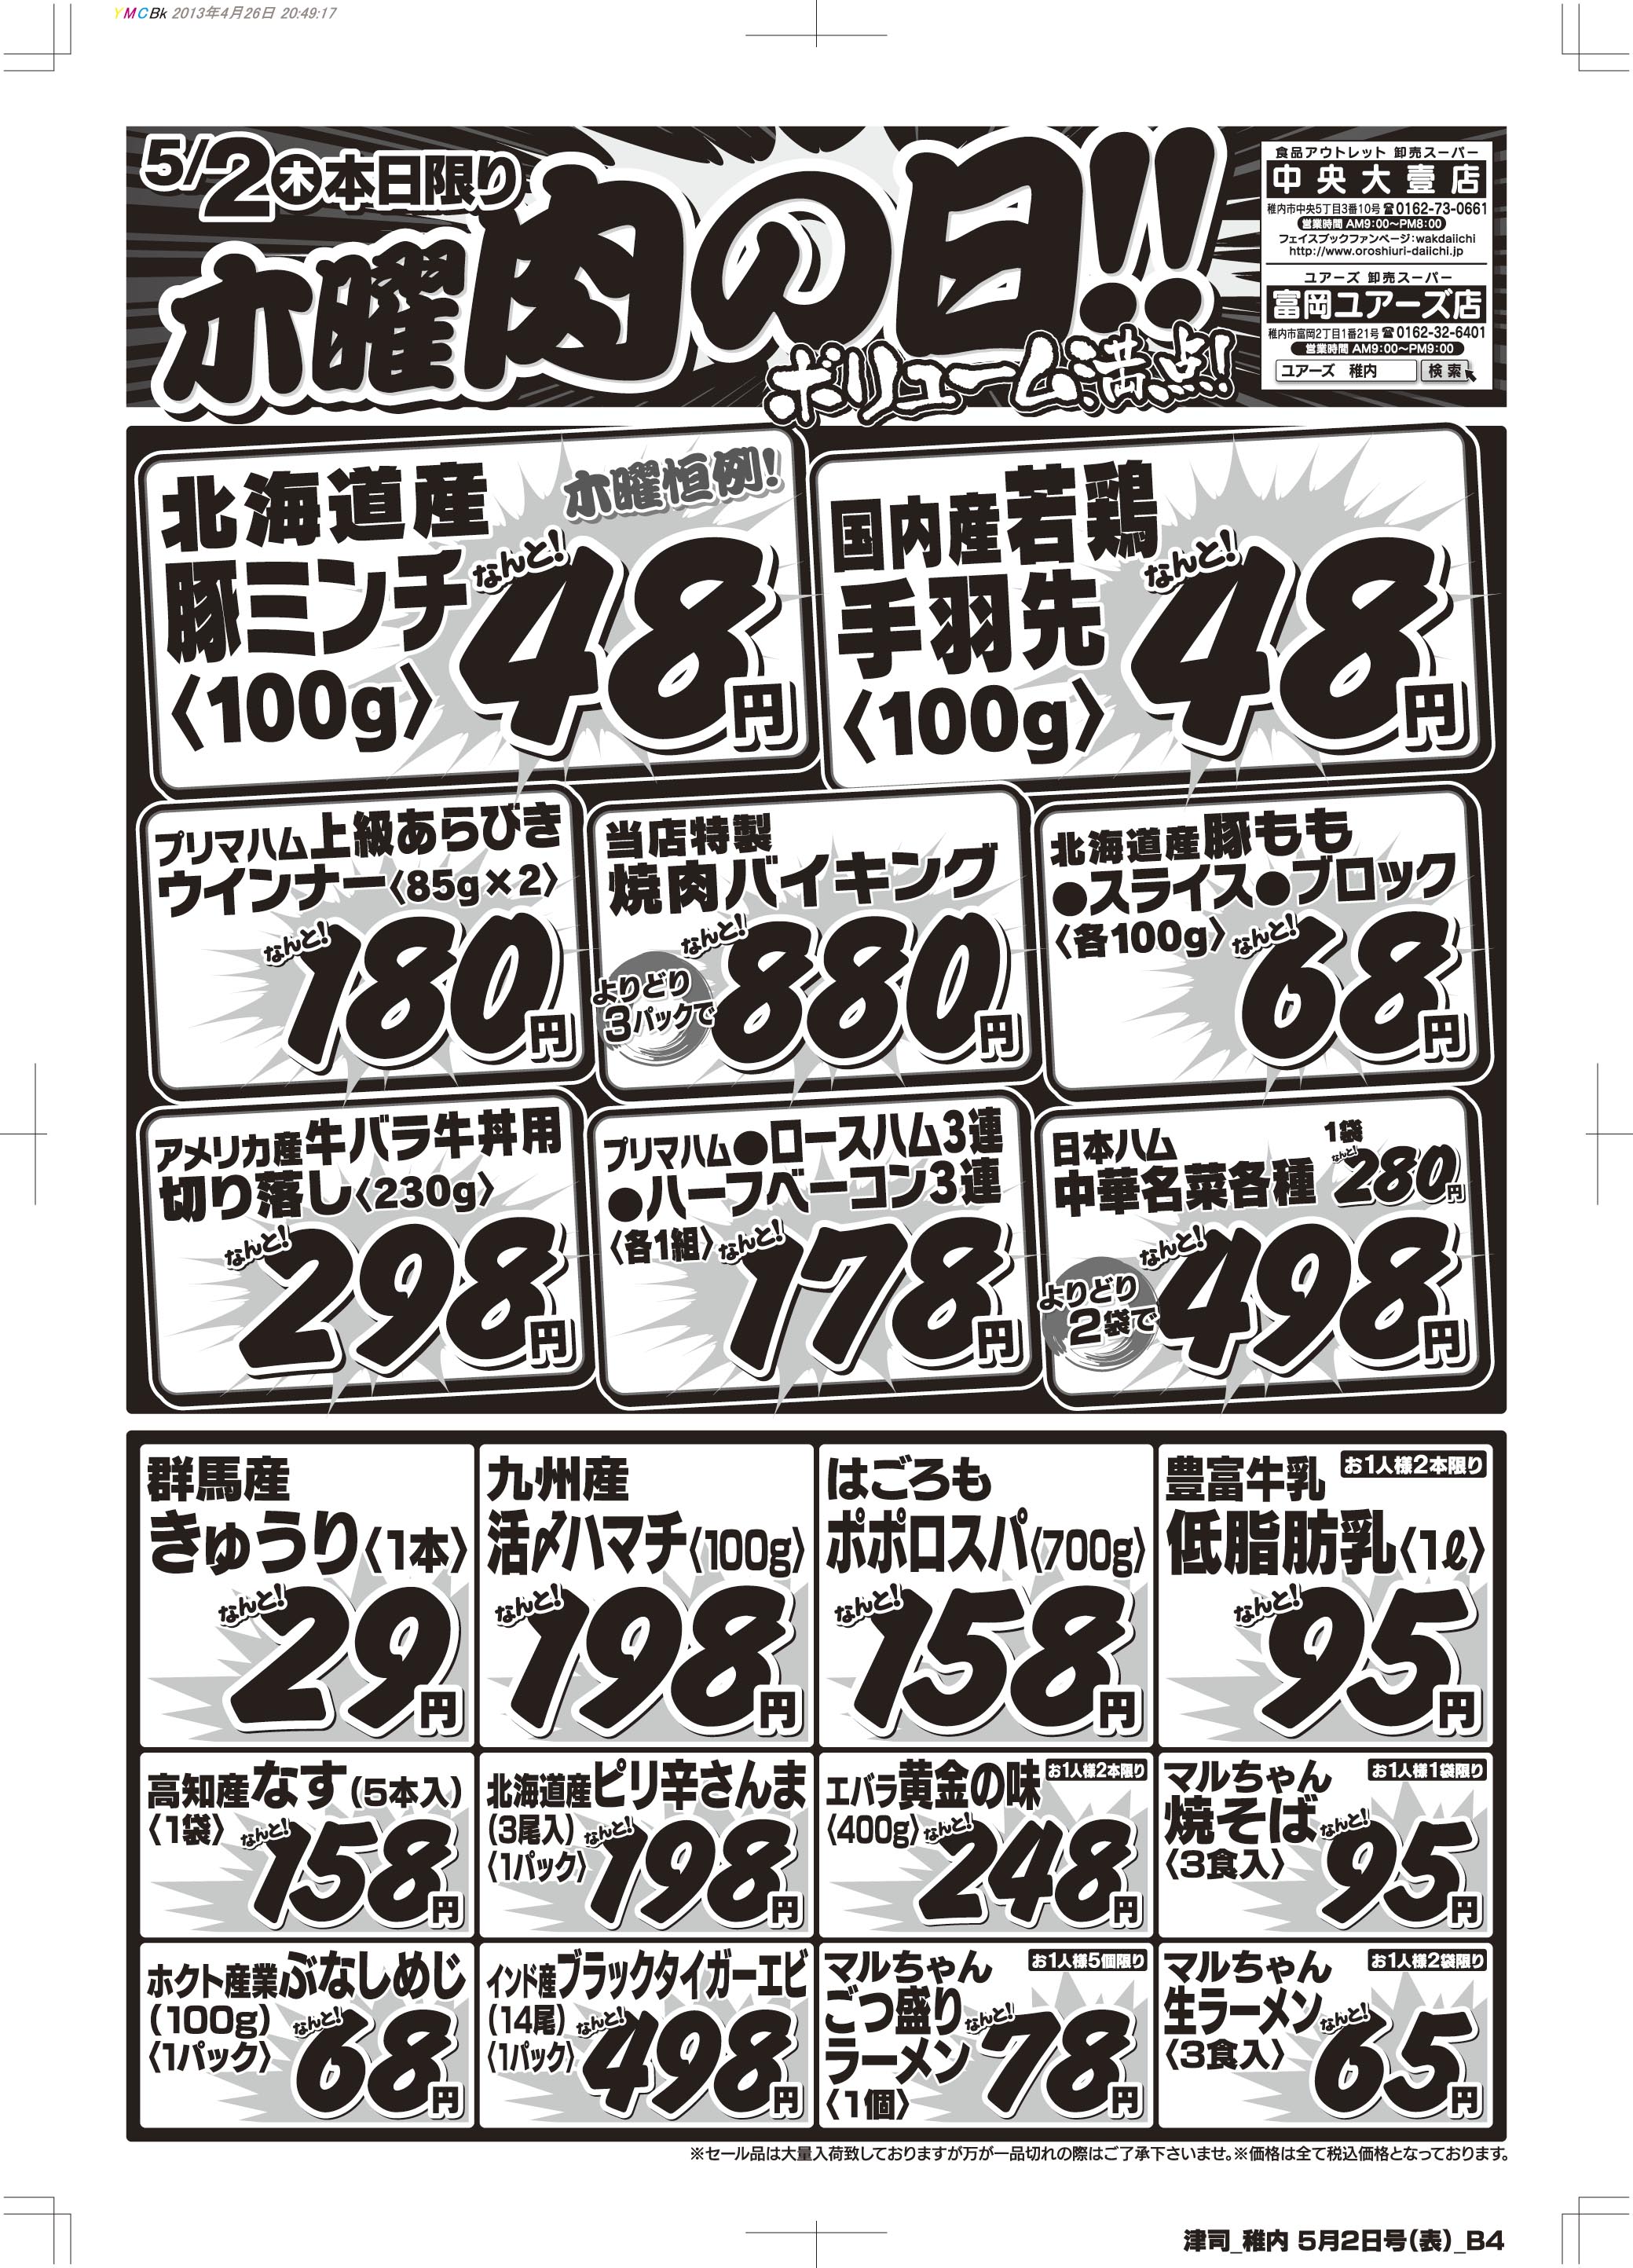 YMCBk 2013年4月26日 20:49:17
5/2㊍本日限り
木曜肉の日!!
ボリューム満点!
食品アウトレット 卸売スーパー
中央大壹店
稚内市中央5丁目3番10号☎0162-73-0661
営業時間 AM9:00〜PM8:00
フェイスブックファンページ:wakdaiichi
http://www.oroshiuri-daiichi.jp
ユアーズ 卸売スーパー
富岡ユアーズ店
稚内市富岡2丁目1番21号☎0162-32-6401
営業時間 AM9:00〜PM9:00
ユアーズ 稚内 検索
北海道産
木曜恒例!
豚ミンチ
〈100g〉
なんと!
48円
国内産若鶏
手羽先
〈100g〉
なんと!
48円
プリマハム上級あらびき
ウインナー〈85g×2〉
なんと!
180円
当店特製
焼肉バイキング
よりどり
3パックで
なんと!
880円
北海道産豚もも
●スライス●ブロック
〈各100g〉
なんと!
68円
アメリカ産牛バラ牛丼用
切り落し〈230g〉
なんと!
298円
プリマハム●ロースハム3連
●ハーフベーコン3連
〈各1組〉
なんと!
178円
日本ハム
中華名菜各種
1袋
なんと!
280円
よりどり
2袋で
なんと!
498円
群馬産
きゅうり〈1本〉
なんと!
29円
九州産
活〆ハマチ〈100g〉
なんと!
198円
はごろも
ポポロスパ〈700g〉
なんと!
158円
豊富牛乳
お1人様2本限り
低脂肪乳〈1ℓ〉
なんと!
95円
高知産なす(5本入)
〈1袋〉
なんと!
158円
北海道産ピリ辛さんま
(3尾入)
〈1パック〉
なんと!
198円
エバラ黄金の味
お1人様2本限り
〈400g〉
なんと!
248円
マルちゃん
お1人様1袋限り
焼そば
〈3食入〉
なんと!
95円
ホクト産業ぶなしめじ
(100g)
〈1パック〉
なんと!
68円
インド産ブラックタイガーエビ
(14尾)
〈1パック〉
なんと!
498円
マルちゃん
お1人様5個限り
ごつ盛り
ラーメン
〈1個〉
なんと!
78円
マルちゃん
お1人様2袋限り
生ラーメン
〈3食入〉
なんと!
65円
※セール品は大量入荷致しておりますが万が一品切れの際はご了承下さいませ。※価格は全て税込価格となっております。
津司_稚内 5月2日号(表)_B4